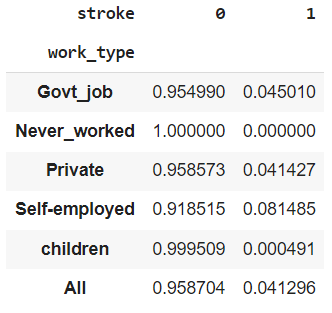 stroke 0 1
work_type
Govt_job 0.954990 0.045010
Never_worked 1.000000 0.000000
Private 0.958573 0.041427
Self-employed 0.918515 0.081485
children 0.999509 0.000491
All 0.958704 0.041296